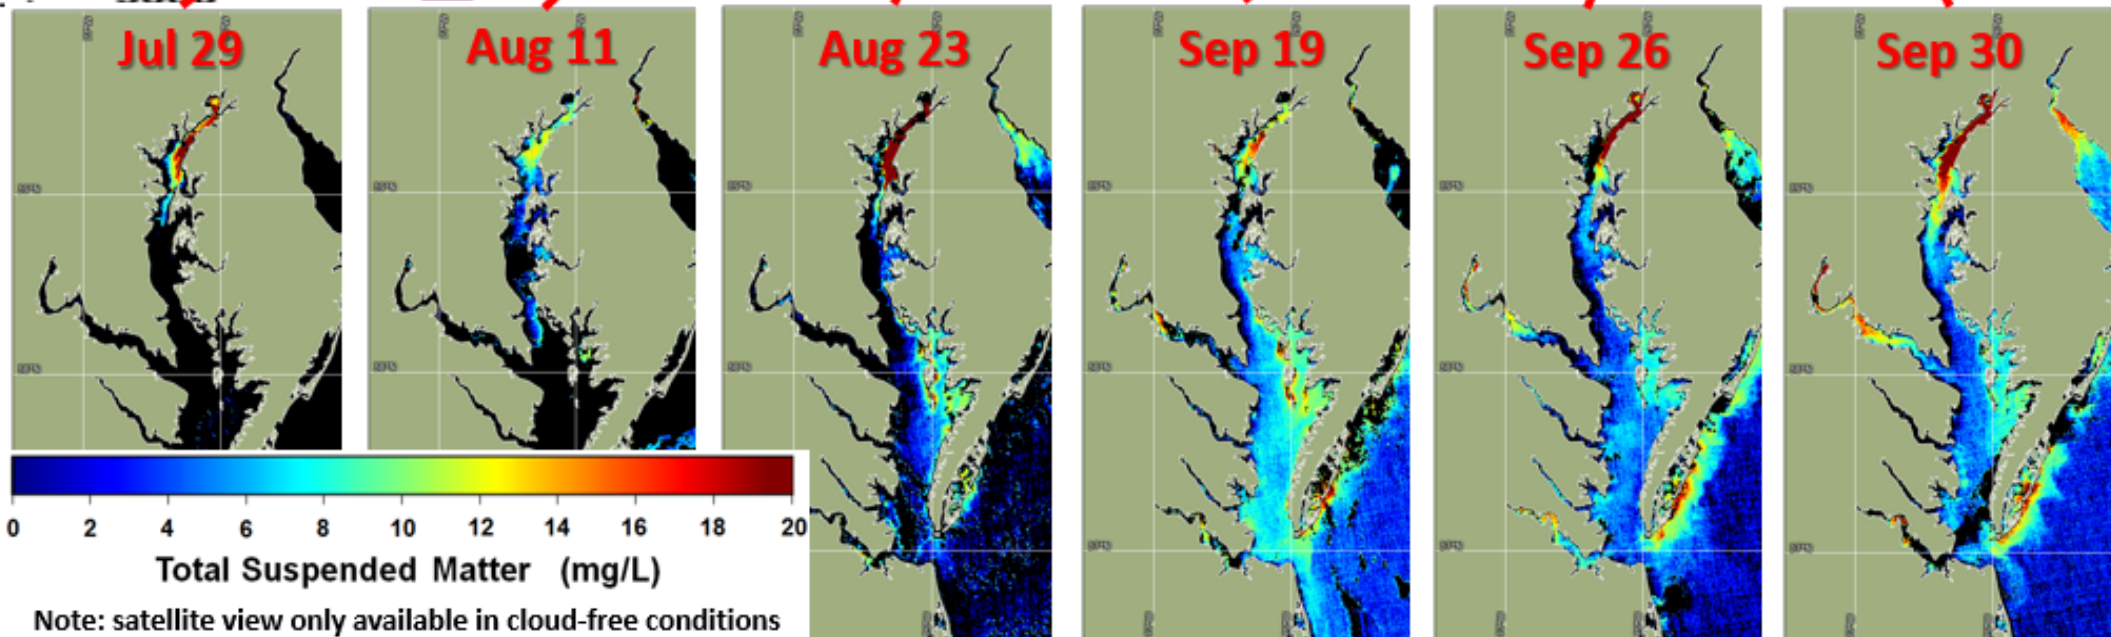 Jul 29
Aug 11
Aug 23
Sep 19
Sep 26
Sep 30
0 2 4 6 8 10 12 14 16 18 20
Total Suspended Matter (mg/L)
Note: satellite view only available in cloud-free conditions